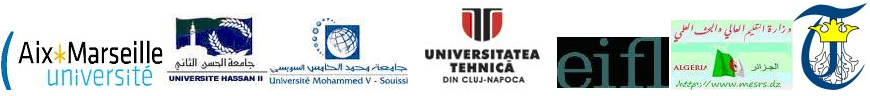 Aix*Marseille
université
جامعة الحسن الثاني
UNIVERSITE HASSAN II
جامعة محمد الخامس السويسي
Université Mohammed V - Souissi
UNIVERSITATEA
TEHNICĂ
DIN CLUJ-NAPOCA
eifl
وزارة التعليم العالي والبحث العلمي
ALGERIA
الجزائر
https://www.mesrs.dz